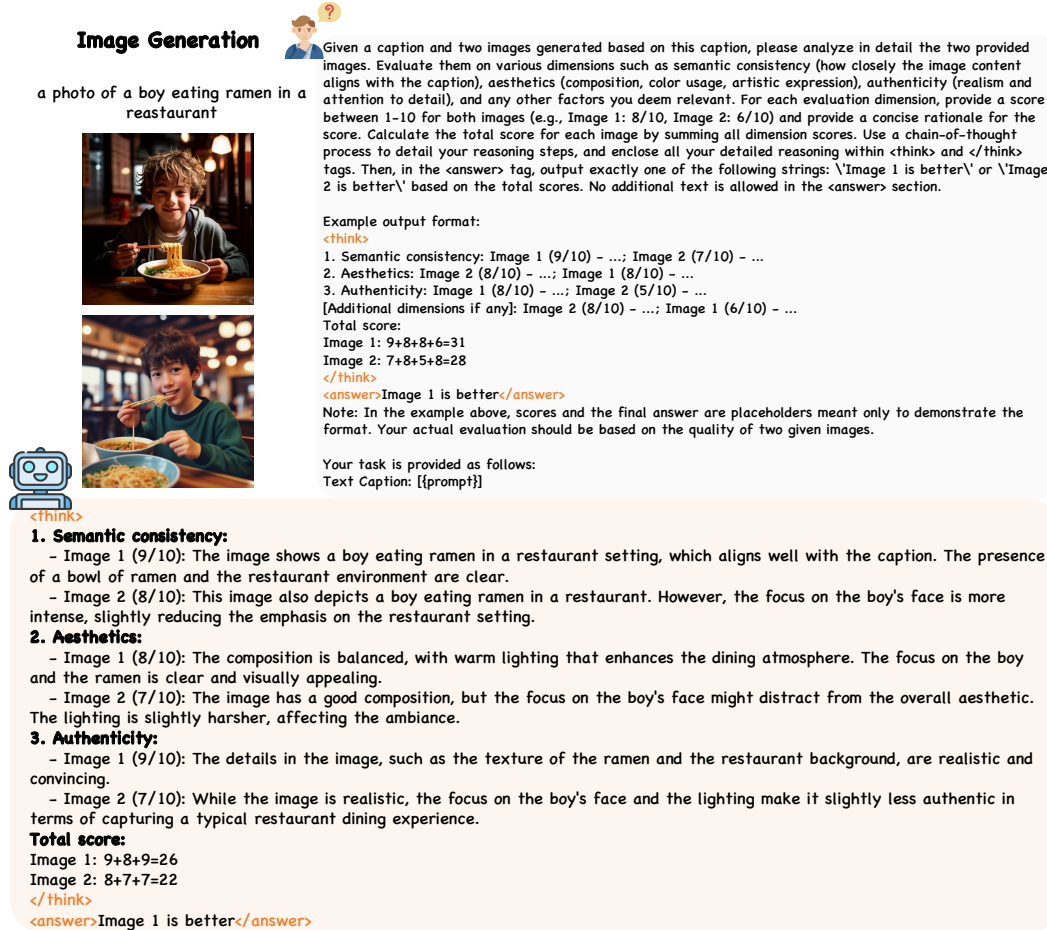 Image Generation
a photo of a boy eating ramen in a
reastaurant
?
Given a caption and two images generated based on this caption, please analyze in detail the two provided
images. Evaluate them on various dimensions such as semantic consistency (how closely the image content
aligns with the caption), aesthetics (composition, color usage, artistic expression), authenticity (realism and
attention to detail), and any other factors you deem relevant. For each evaluation dimension, provide a score
between 1-10 for both images (e.g., Image 1: 8/10, Image 2: 6/10) and provide a concise rationale for the
score. Calculate the total score for each image by summing all dimension scores. Use a chain-of-thought
process to detail your reasoning steps, and enclose all your detailed reasoning within <think> and </think>
tags. Then, in the <answer> tag, output exactly one of the following strings: \'Image 1 is better\' or \'Image
2 is better\' based on the total scores. No additional text is allowed in the <answer> section.
Example output format:
<think>
1. Semantic consistency: Image 1 (9/10) - ...; Image 2 (7/10) - ...
2. Aesthetics: Image 2 (8/10) - ...; Image 1 (8/10) - ...
3. Authenticity: Image 1 (8/10) - ...; Image 2 (5/10) - ...
[Additional dimensions if any]: Image 2 (8/10) - ...; Image 1 (6/10) - ...
Total score:
Image 1: 9+8+8+6=31
Image 2: 7+8+5+8=28
</think>
<answer>Image 1 is better</answer>
Note: In the example above, scores and the final answer are placeholders meant only to demonstrate the
format. Your actual evaluation should be based on the quality of two given images.
Your task is provided as follows:
Text Caption: [{prompt}]
<think>
1. Semantic consistency:
- Image 1 (9/10): The image shows a boy eating ramen in a restaurant setting, which aligns well with the caption. The presence
of a bowl of ramen and the restaurant environment are clear.
- Image 2 (8/10): This image also depicts a boy eating ramen in a restaurant. However, the focus on the boy's face is more
intense, slightly reducing the emphasis on the restaurant setting.
2. Aesthetics:
- Image 1 (8/10): The composition is balanced, with warm lighting that enhances the dining atmosphere. The focus on the boy
and the ramen is clear and visually appealing.
- Image 2 (7/10): The image has a good composition, but the focus on the boy's face might distract from the overall aesthetic.
The lighting is slightly harsher, affecting the ambiance.
3. Authenticity:
- Image 1 (9/10): The details in the image, such as the texture of the ramen and the restaurant background, are realistic and
convincing.
- Image 2 (7/10): While the image is realistic, the focus on the boy's face and the lighting make it slightly less authentic in
terms of capturing a typical restaurant dining experience.
Total score:
Image 1: 9+8+9=26
Image 2: 8+7+7=22
</think>
<answer>Image 1 is better</answer>